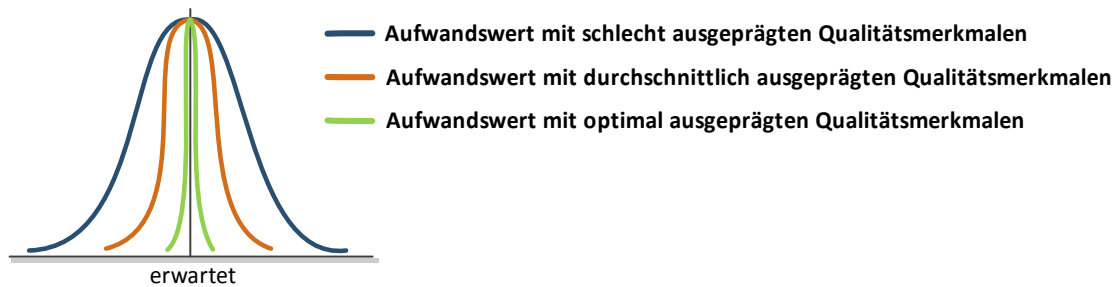 Aufwandswert mit schlecht ausgeprägten Qualitätsmerkmalen
Aufwandswert mit durchschnittlich ausgeprägten Qualitätsmerkmalen
Aufwandswert mit optimal ausgeprägten Qualitätsmerkmalen
erwartet